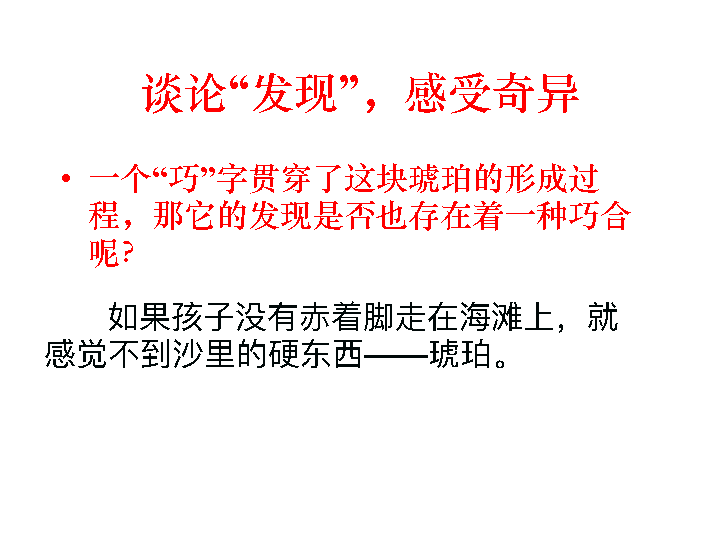 谈论“发现”，感受奇异
• 一个“巧”字贯穿了这块琥珀的形成过
程，那它的发现是否也存在着一种巧合
呢?
如果孩子没有赤着脚走在海滩上，就
感觉不到沙里的硬东西——琥珀。